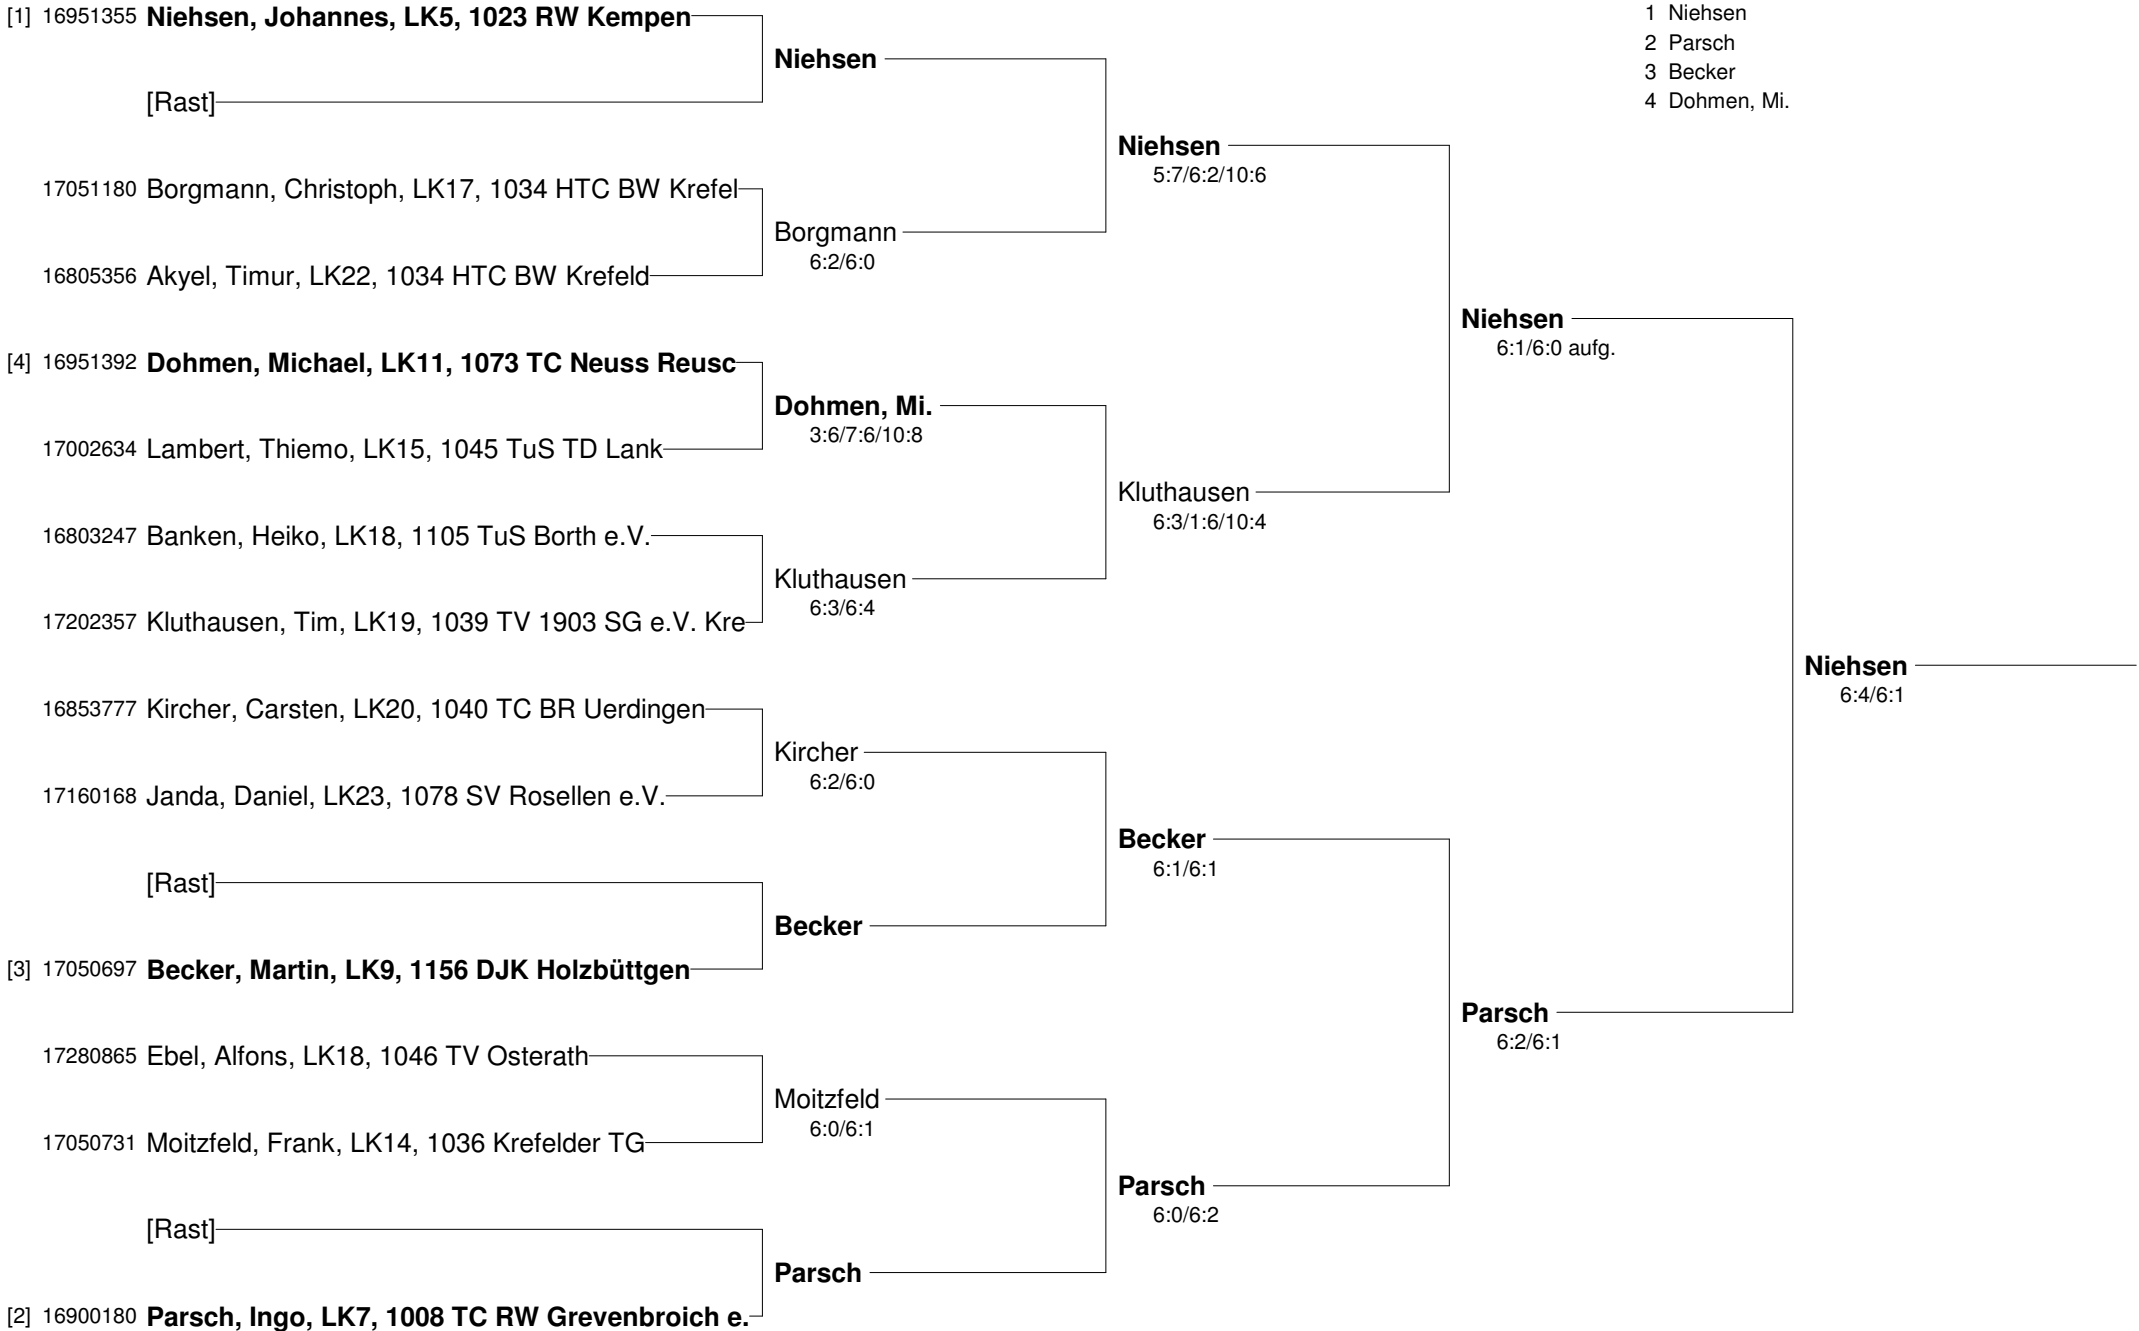 [1] 16951355 Niehsen, Johannes, LK5, 1023 RW Kempen
[Rast]
17051180 Borgmann, Christoph, LK17, 1034 HTC BW Krefel
16805356 Akyel, Timur, LK22, 1034 HTC BW Krefeld
[4] 16951392 Dohmen, Michael, LK11, 1073 TC Neuss Reusc
17002634 Lambert, Thiemo, LK15, 1045 TuS TD Lank
16803247 Banken, Heiko, LK18, 1105 TuS Borth e.V.
17202357 Kluthausen, Tim, LK19, 1039 TV 1903 SG e.V. Kre
16853777 Kircher, Carsten, LK20, 1040 TC BR Uerdingen
17160168 Janda, Daniel, LK23, 1078 SV Rosellen e.V.
[Rast]
[3] 17050697 Becker, Martin, LK9, 1156 DJK Holzbüttgen
17280865 Ebel, Alfons, LK18, 1046 TV Osterath
17050731 Moitzfeld, Frank, LK14, 1036 Krefelder TG
[Rast]
[2] 16900180 Parsch, Ingo, LK7, 1008 TC RW Grevenbroich e.
Niehsen
Borgmann
6:2/6:0
Dohmen, Mi.
3:6/7:6/10:8
Kluthausen
6:3/6:4
Kircher
6:2/6:0
Becker
Moitzfeld
6:0/6:1
Parsch
Niehsen
5:7/6:2/10:6
Kluthausen
6:3/1:6/10:4
Becker
6:1/6:1
Parsch
6:0/6:2
Niehsen
6:1/6:0 aufg.
Parsch
6:2/6:1
Niehsen
6:4/6:1
1 Niehsen
2 Parsch
3 Becker
4 Dohmen, Mi.